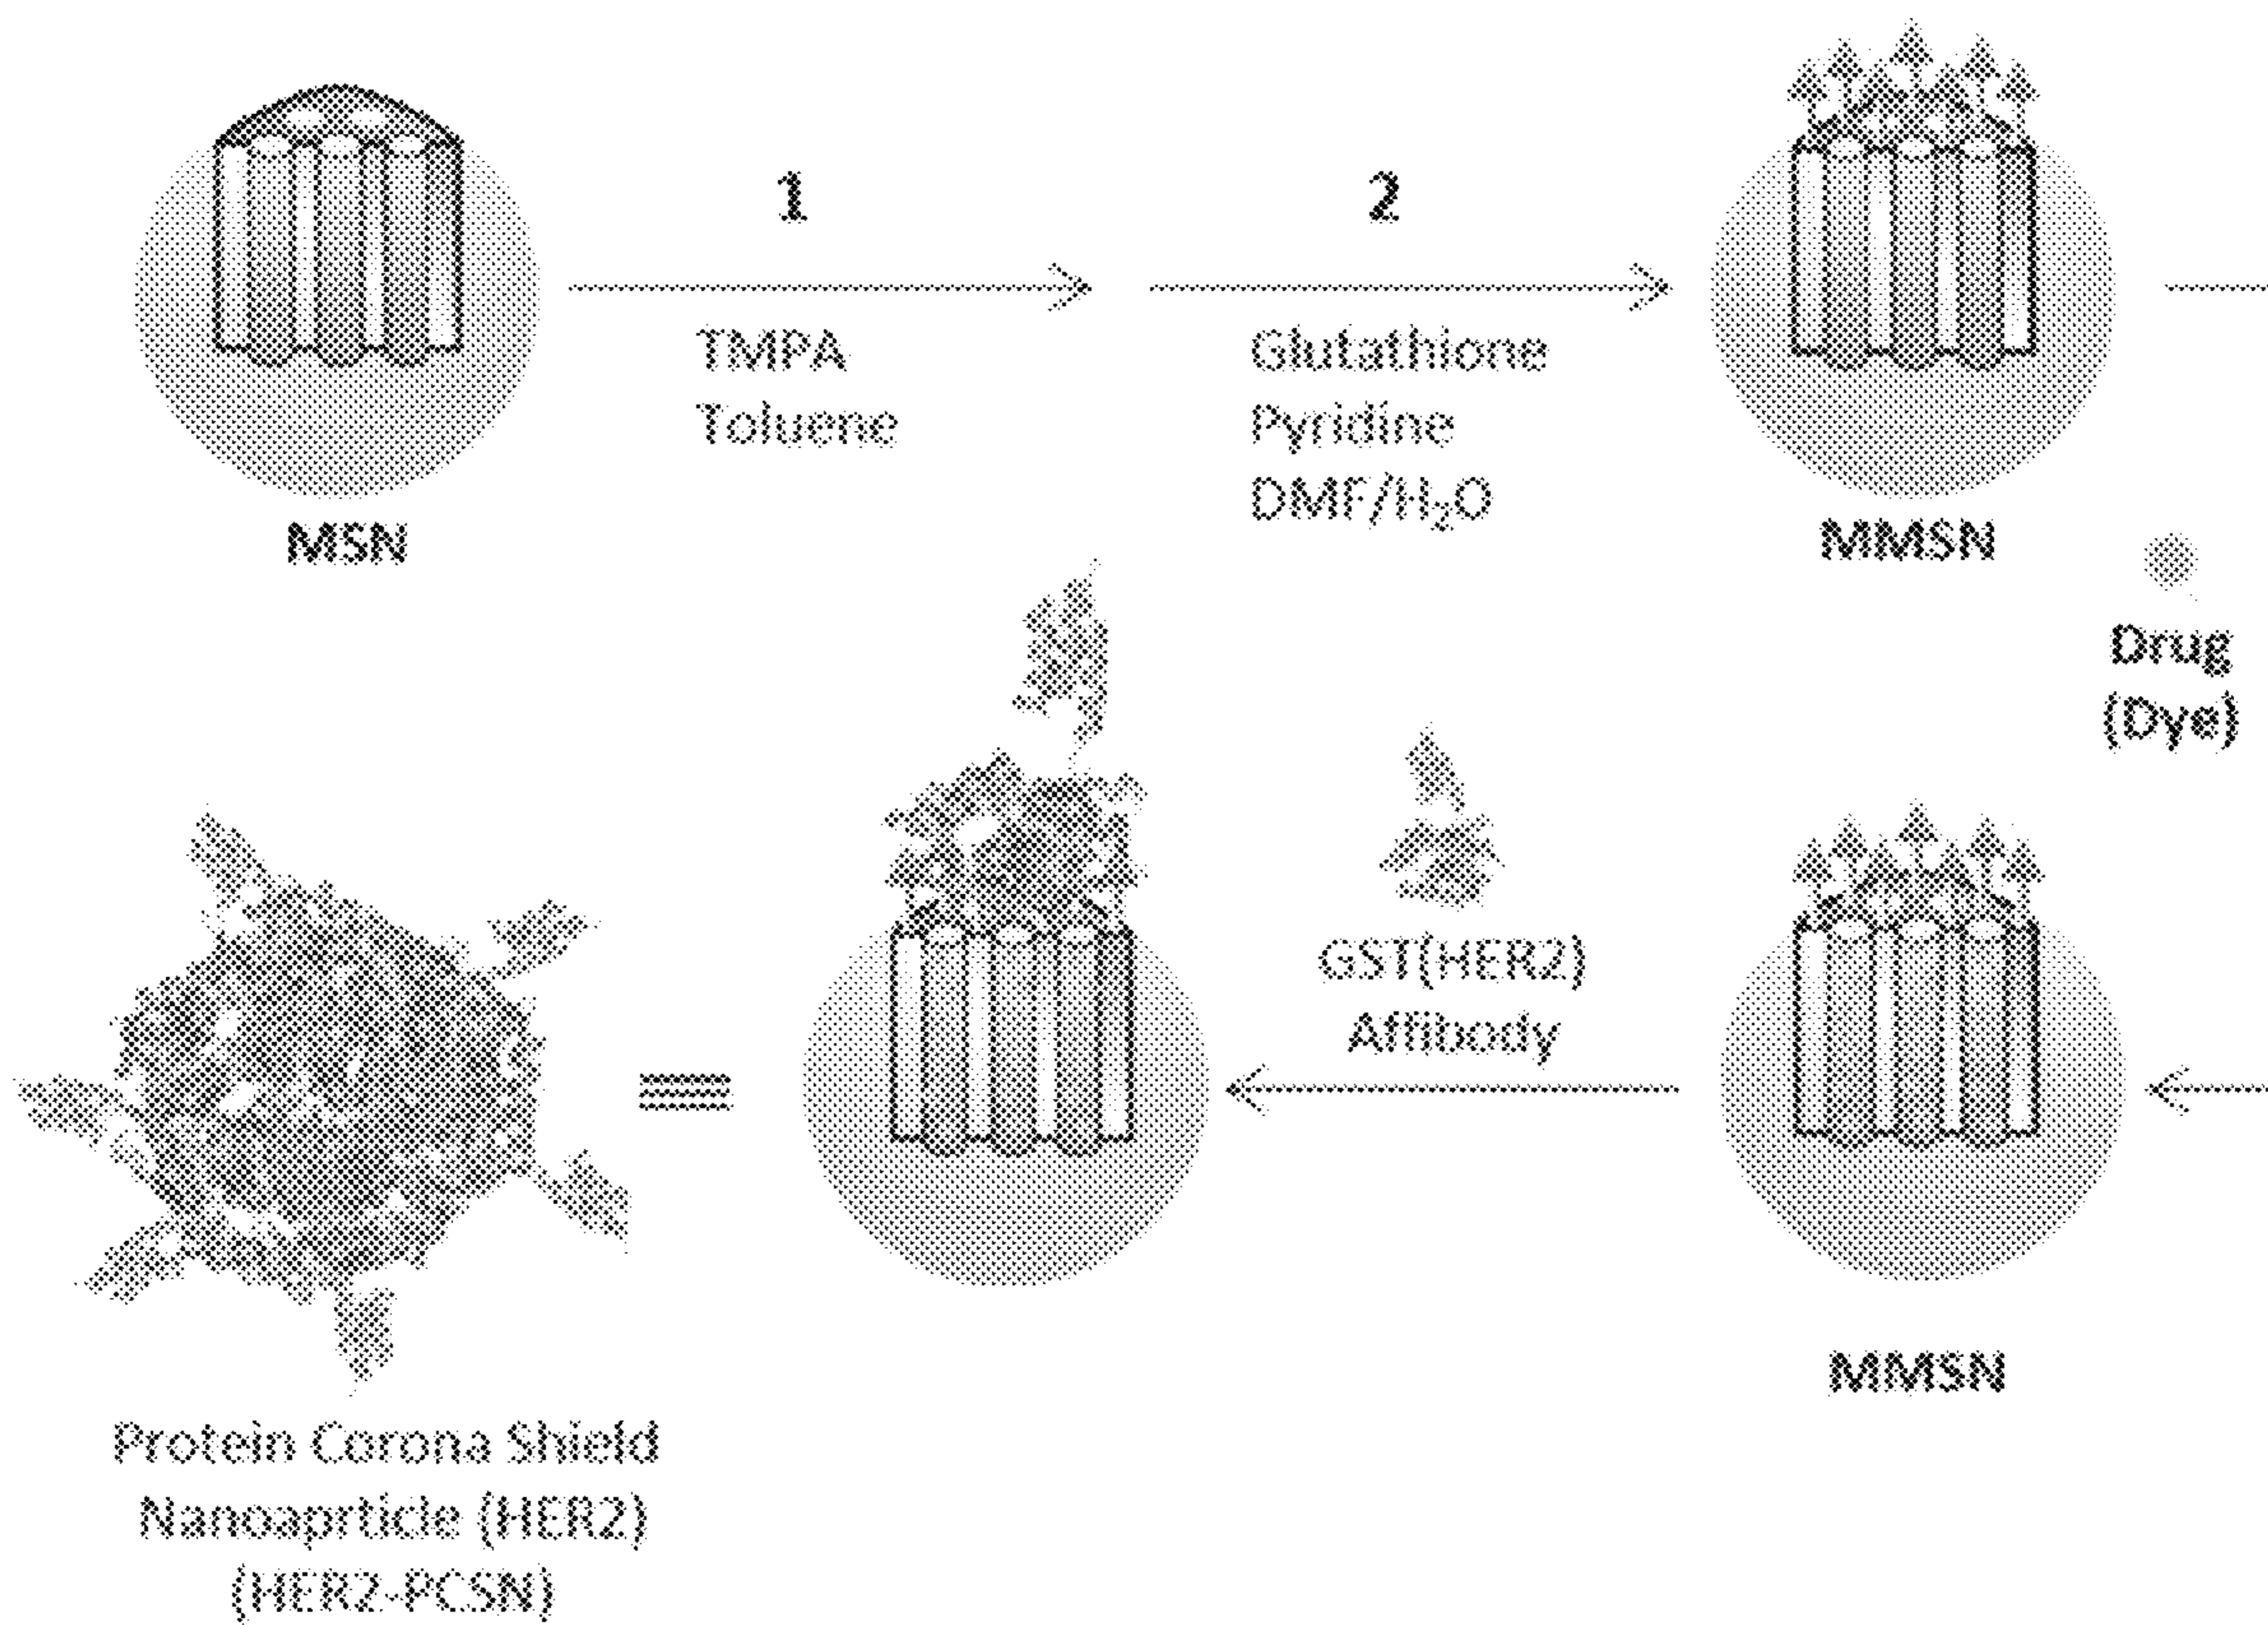 1
TMPA
Toluene
2
Glutathione
Pyridine
DMF/H₂O
MSN
MMSN
Drug
(Dye)
GST(HER2)
Affibody
MMSN
Protein Corona Shield
Nanoaprticle (HER2)
(HER2-PCSN)